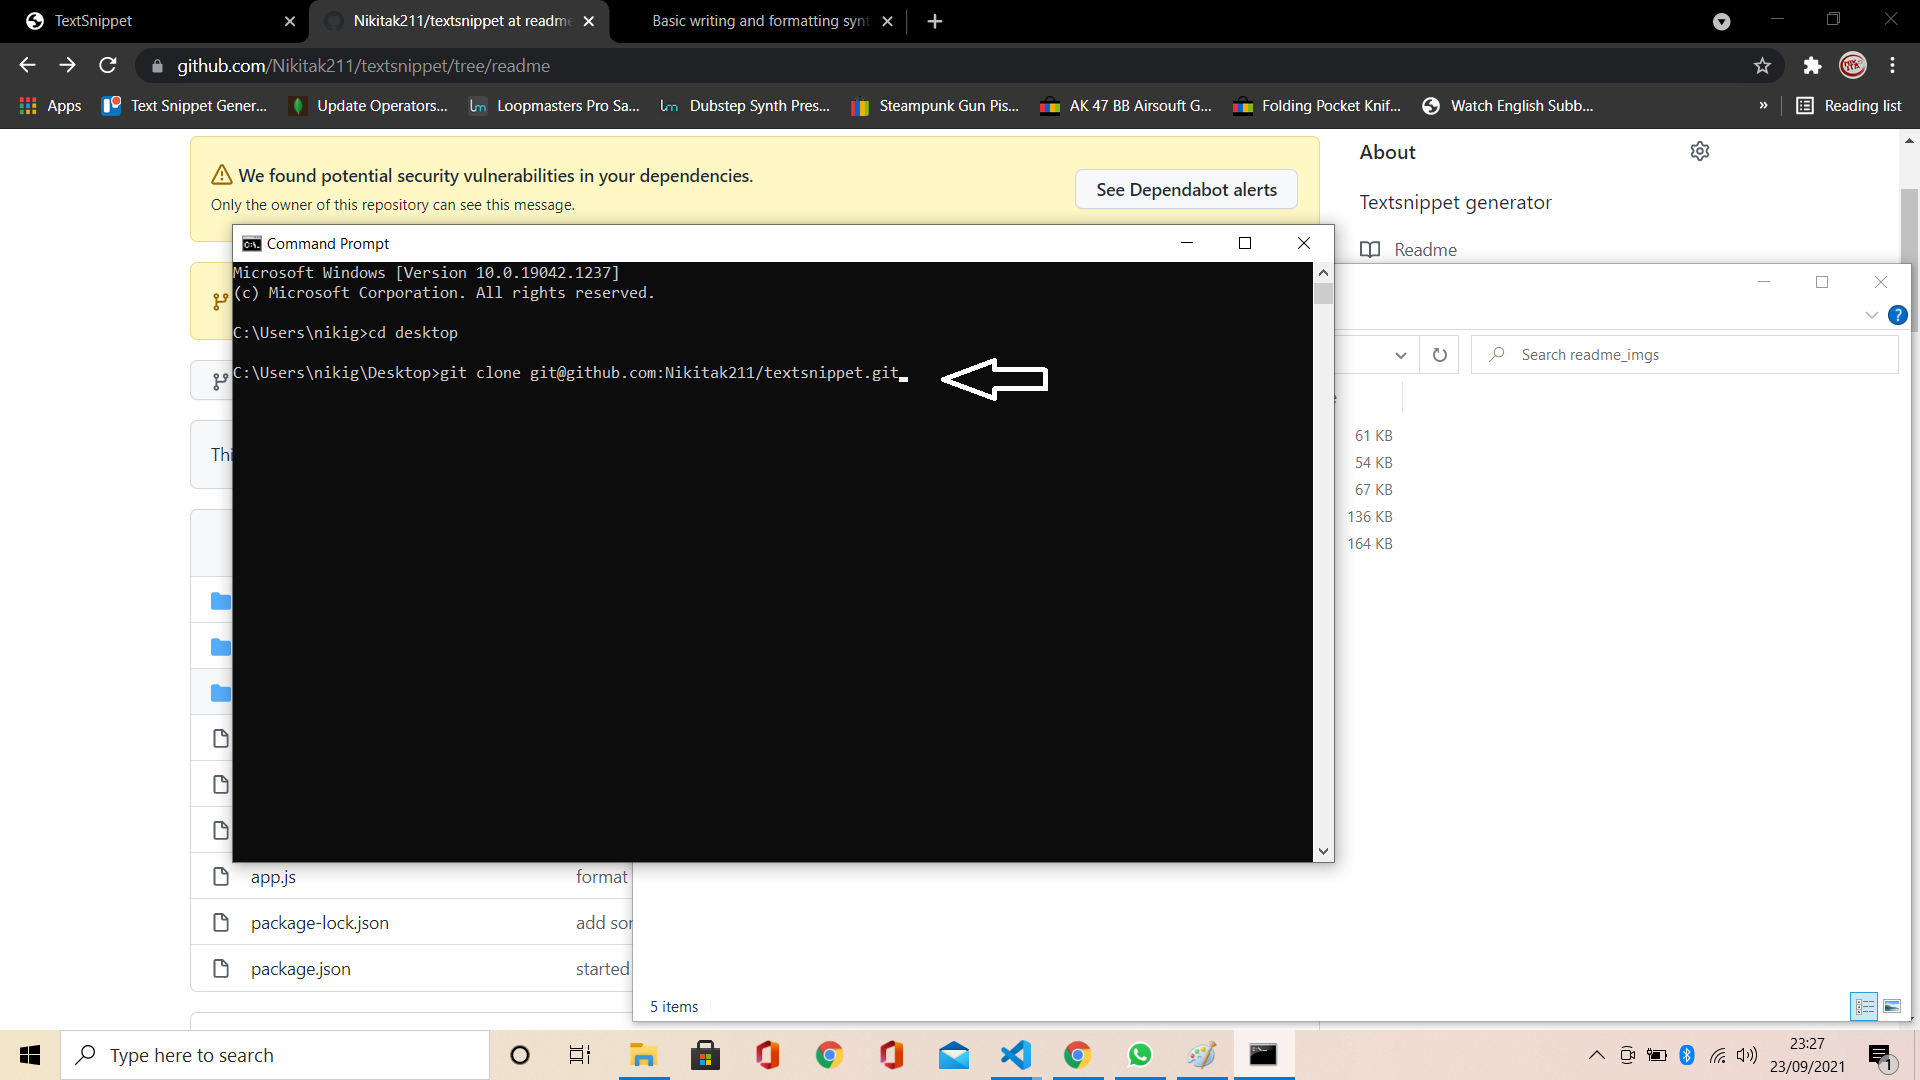 TextSnippet
Nikitak211/textsnippet at readme
Basic writing and formatting synt
github.com/Nikitak211/textsnippet/tree/readme
Apps
Text Snippet Gener...
Update Operators...
Loopmasters Pro Sa...
Dubstep Synth Pres...
Steampunk Gun Pis...
AK 47 BB Airsouft G...
Folding Pocket Knif...
Watch English Subb...
»
Reading list
We found potential security vulnerabilities in your dependencies.
Only the owner of this repository can see this message.
See Dependabot alerts
About
Textsnippet generator
Readme
Command Prompt
Microsoft Windows [Version 10.0.19042.1237]
(c) Microsoft Corporation. All rights reserved.
C:\Users\nikig>cd desktop
C:\Users\nikig\Desktop>git clone git@github.com:Nikitak211/textsnippet.git
Search readme_imgs
61 KB
54 KB
67 KB
136 KB
164 KB
Thi
app.js
format
package-lock.json
add sor
package.json
started
5 items
Type here to search
23:27
23/09/2021
1